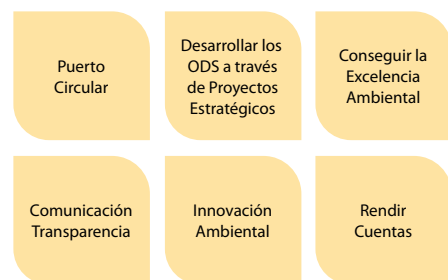 Puerto
Circular
Desarrollar los
ODS a través
de Proyectos
Estratégicos
Conseguir la
Excelencia
Ambiental
Comunicación
Transparencia
Innovación
Ambiental
Rendir
Cuentas